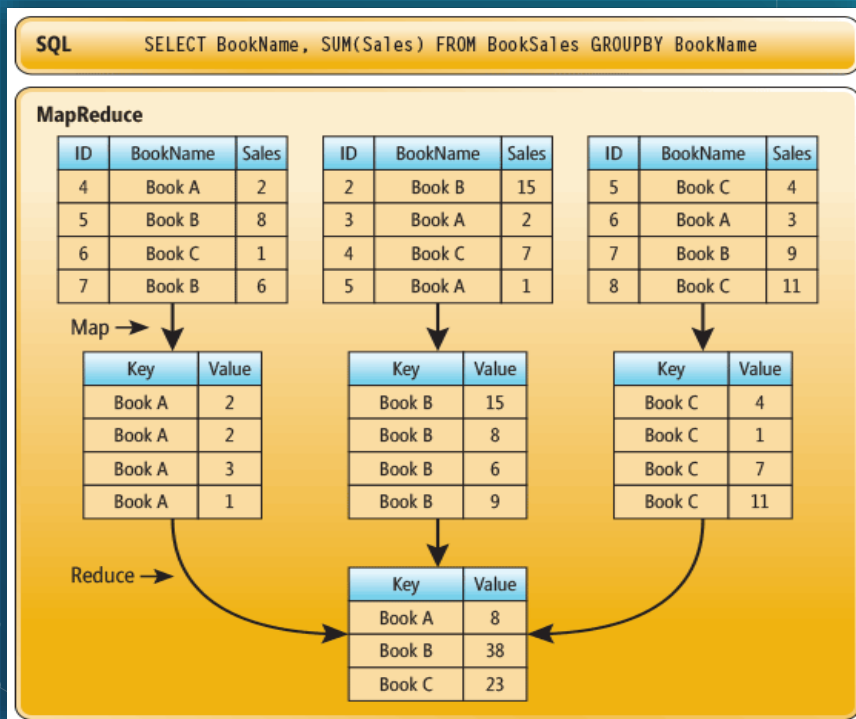 SQL SELECT BookName, SUM(Sales) FROM BookSales GROUPBY BookName
MapReduce
ID BookName Sales
4 Book A 2
5 Book B 8
6 Book C 1
7 Book B 6
ID BookName Sales
2 Book B 15
3 Book A 2
4 Book C 7
5 Book A 1
ID BookName Sales
5 Book C 4
6 Book A 3
7 Book B 9
8 Book C 11
Map
Key Value
Book A 2
Book A 2
Book A 3
Book A 1
Key Value
Book B 15
Book B 8
Book B 6
Book B 9
Key Value
Book C 4
Book C 1
Book C 7
Book C 11
Reduce
Key Value
Book A 8
Book B 38
Book C 23